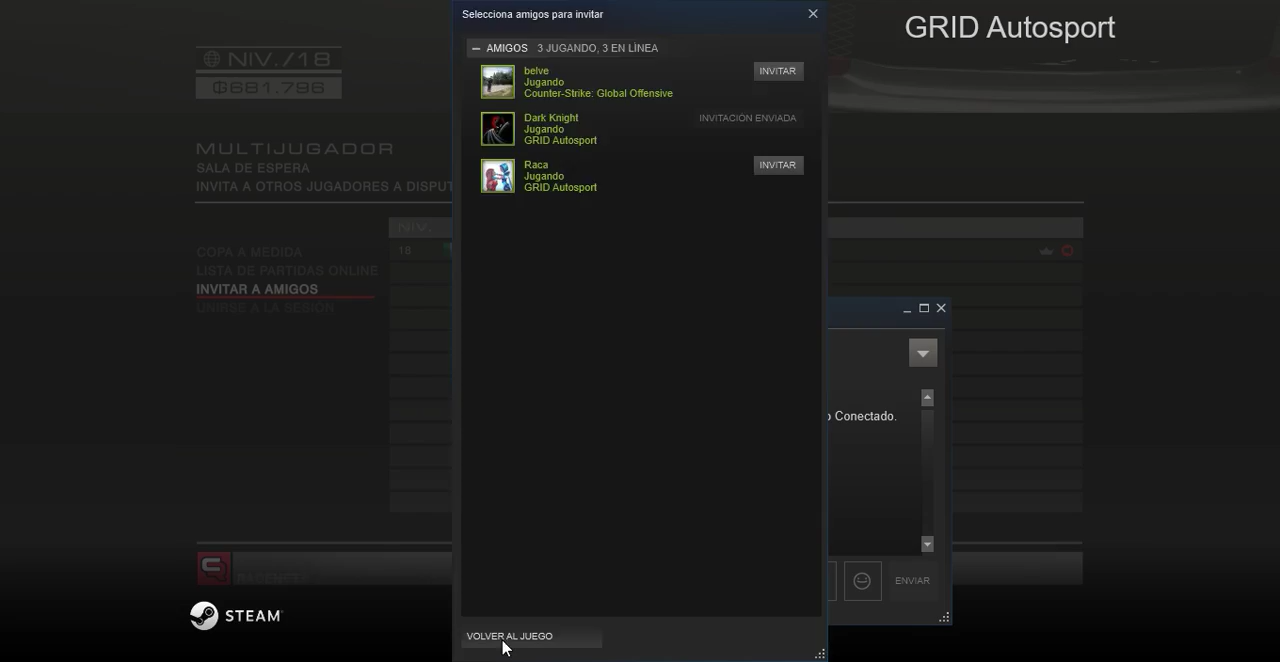 Selecciona amigos para invitar
GRID Autosport
AMIGOS 3 JUGANDO, 3 EN LÍNEA
belve
Jugando
Counter-Strike: Global Offensive
INVITAR
Dark Knight
Jugando
GRID Autosport
INVITACIÓN ENVIADA
Raca
Jugando
GRID Autosport
INVITAR
NIV./18
681.796
MULTIJUGADOR
SALA DE ESPERA
INVITA A OTROS JUGADORES A DISPUT
NIV.
18
COPA A MEDIDA
LISTA DE PARTIDAS ONLINE
INVITAR A AMIGOS
UNIRSE A LA SESIÓN
Conectado.
ENVIAR
STEAM
VOLVER AL JUEGO